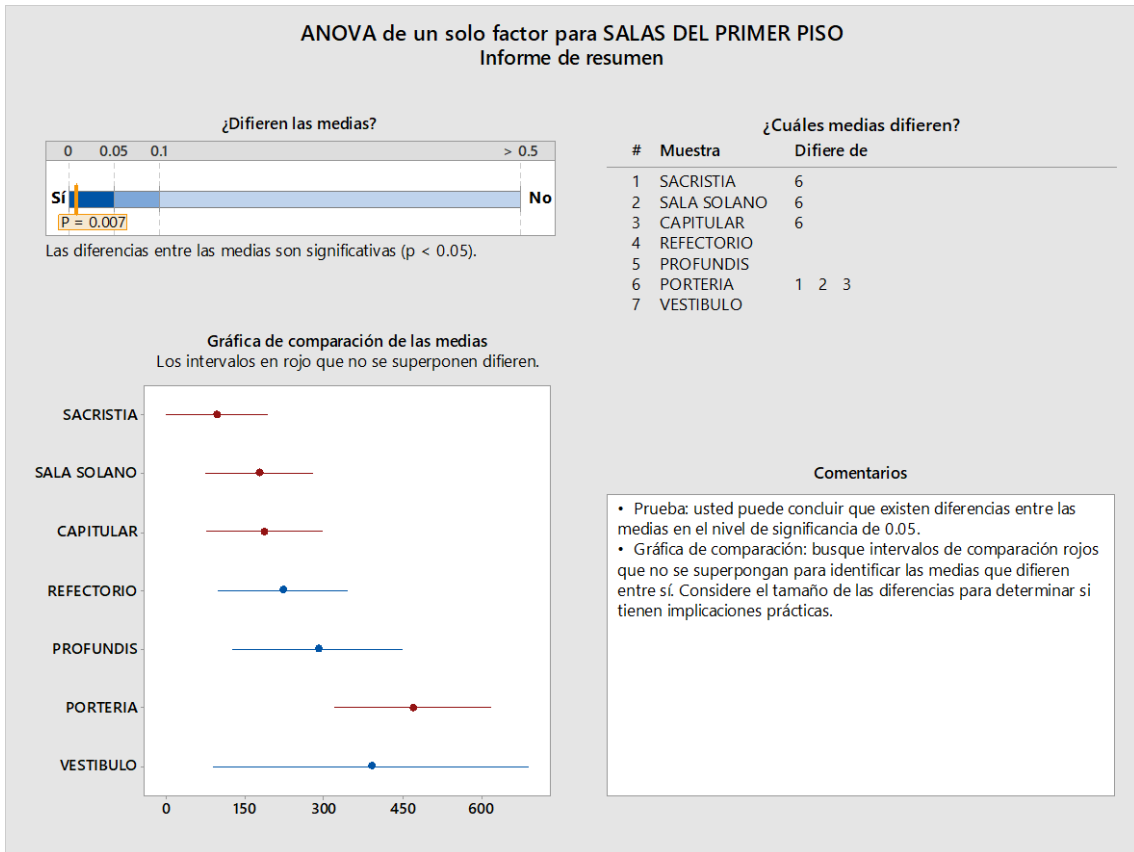 ANOVA de un solo factor para SALAS DEL PRIMER PISO
Informe de resumen
¿Difieren las medias?
0 0.05 0.1 > 0.5
Sí No
P = 0.007
Las diferencias entre las medias son significativas (p < 0.05).
¿Cuáles medias difieren?
# Muestra Difiere de
1 SACRISTIA 6
2 SALA SOLANO 6
3 CAPITULAR 6
4 REFECTORIO
5 PROFUNDIS
6 PORTERIA 1 2 3
7 VESTIBULO
Gráfica de comparación de las medias
Los intervalos en rojo que no se superponen difieren.
SACRISTIA
SALA SOLANO
CAPITULAR
REFECTORIO
PROFUNDIS
PORTERIA
VESTIBULO
0 150 300 450 600
Comentarios
• Prueba: usted puede concluir que existen diferencias entre las
medias en el nivel de significancia de 0.05.
• Gráfica de comparación: busque intervalos de comparación rojos
que no se superpongan para identificar las medias que difieren
entre sí. Considere el tamaño de las diferencias para determinar si
tienen implicaciones prácticas.